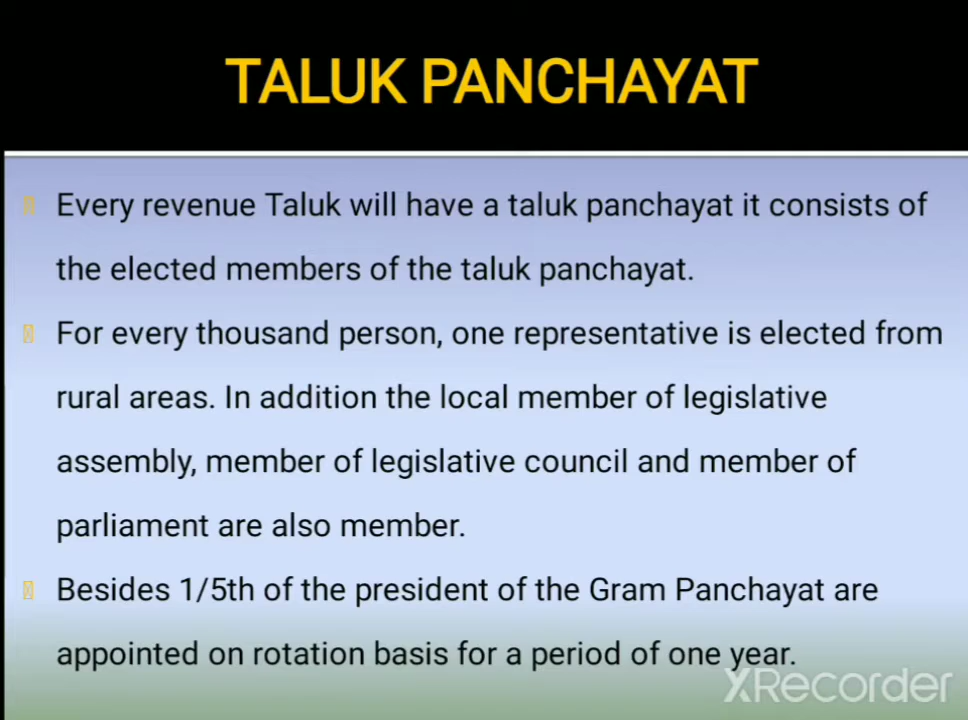 TALUK PANCHAYAT
Every revenue Taluk will have a taluk panchayat it consists of
the elected members of the taluk panchayat.
For every thousand person, one representative is elected from
rural areas. In addition the local member of legislative
assembly, member of legislative council and member of
parliament are also member.
Besides 1/5th of the president of the Gram Panchayat are
appointed on rotation basis for a period of one year.
XRecorder